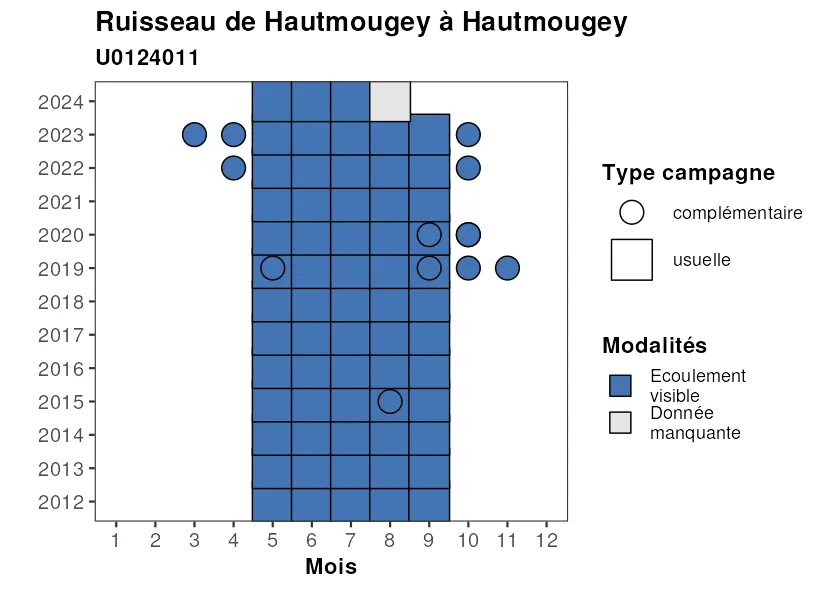 Ruisseau de Hautmougey à Hautmougey
U0124011
2024
2023
2022
2021
2020
2019
2018
2017
2016
2015
2014
2013
2012
1 2 3 4 5 6 7 8 9 10 11 12
Mois
Type campagne
complémentaire
usuelle
Modalités
Ecoulement
visible
Donnée
manquante